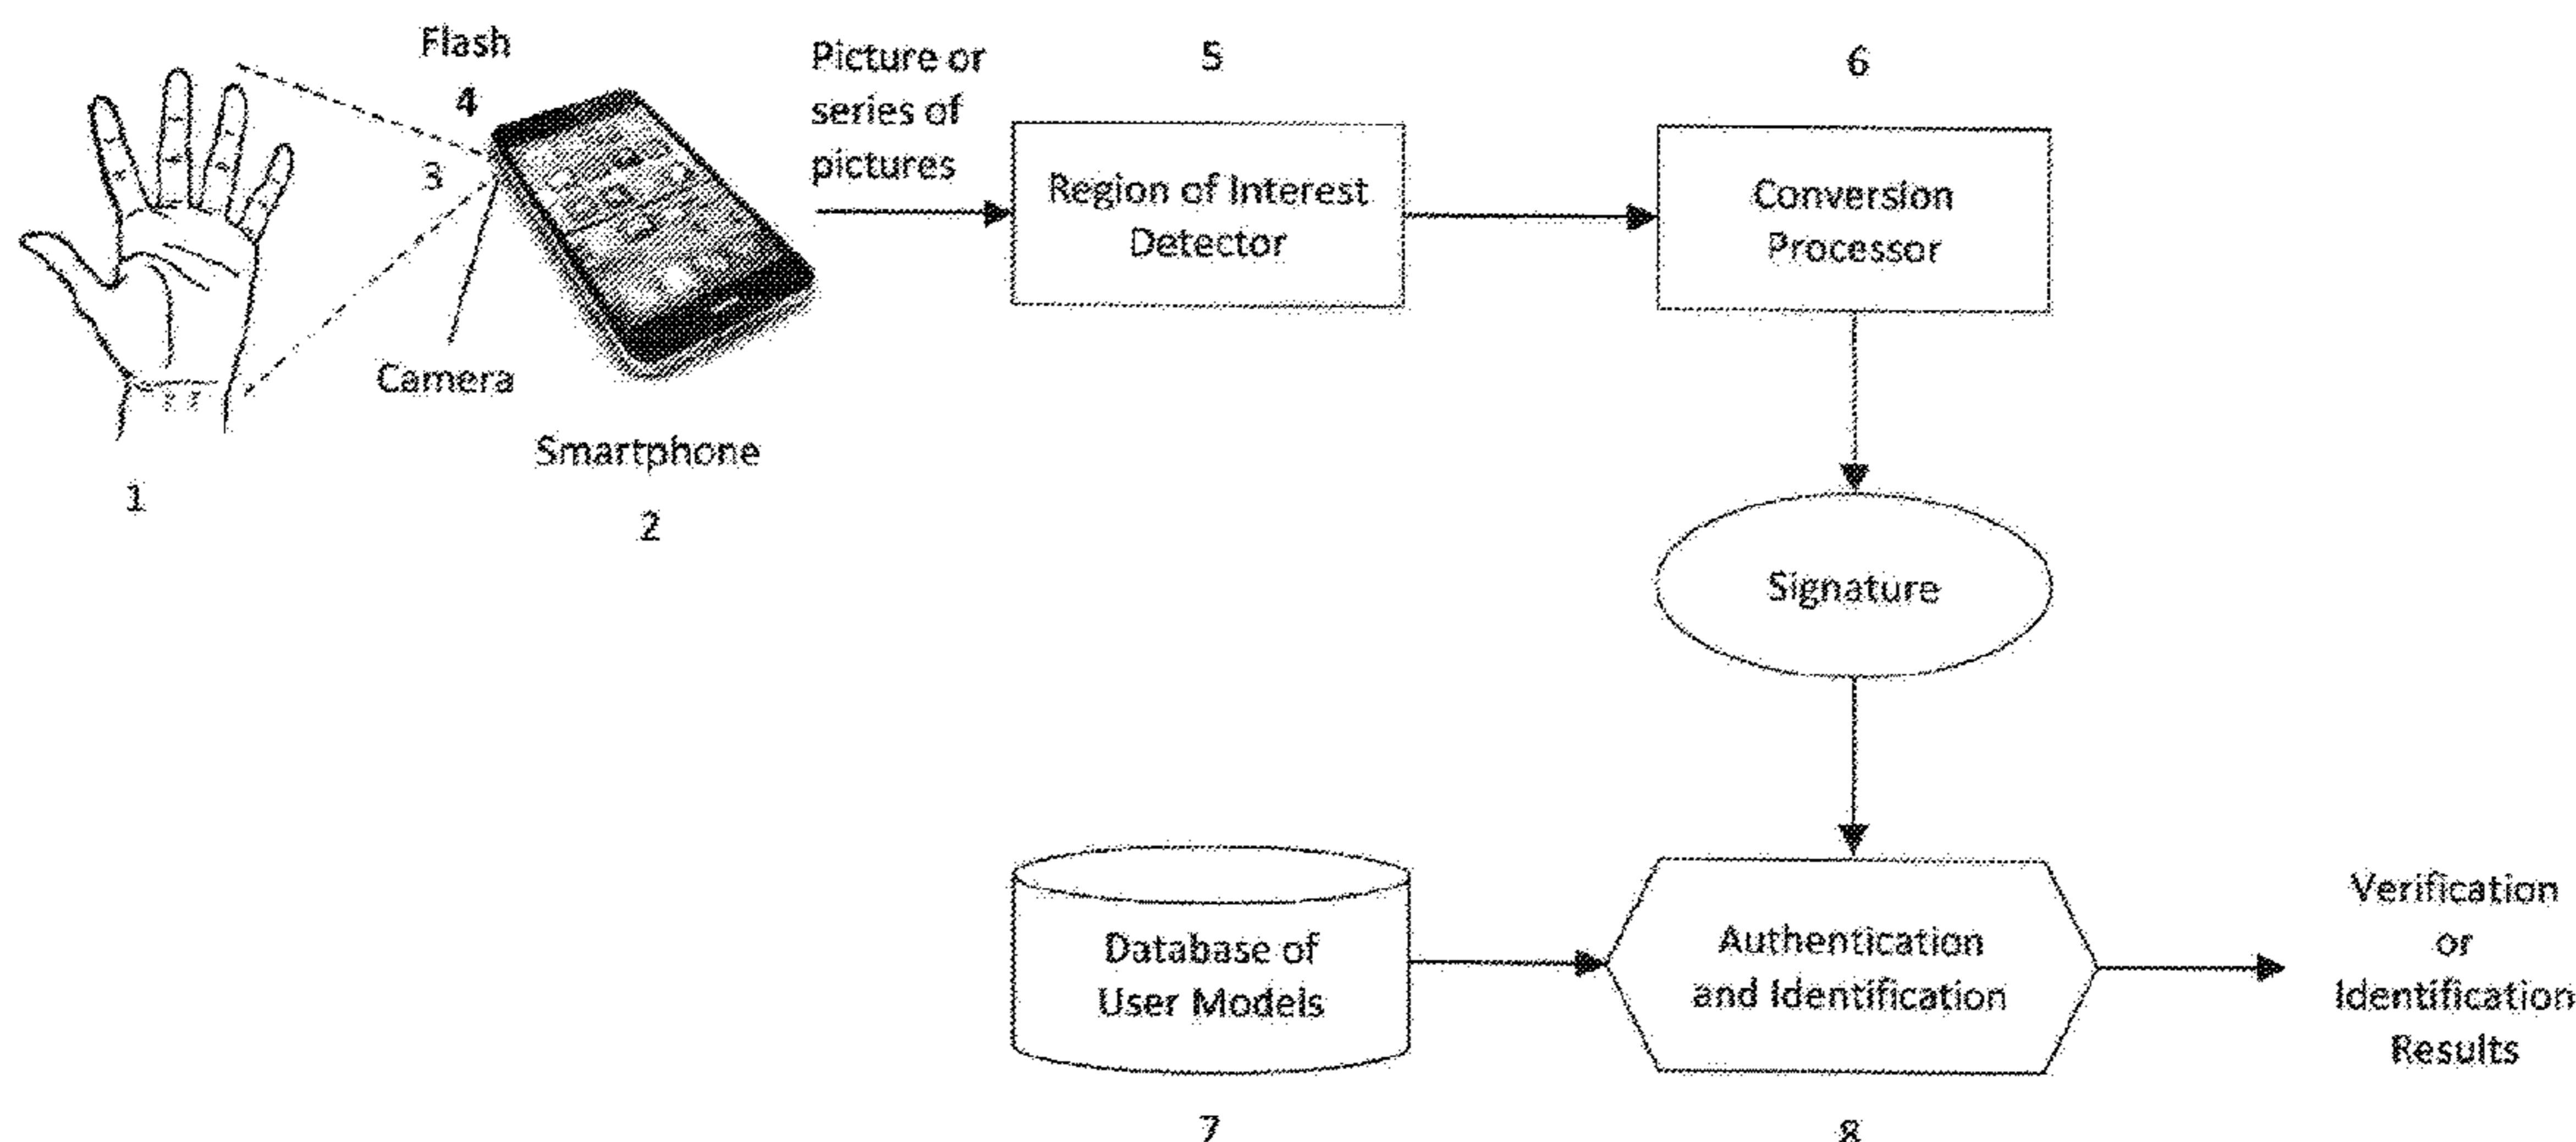 Flash
4
3
Camera
Smartphone
2
1
Picture or
series of
pictures
5
Region of Interest
Detector
6
Conversion
Processor
Signature
Database of
User Models
7
Authentication
and Identification
8
Verification
or
Identification
Results